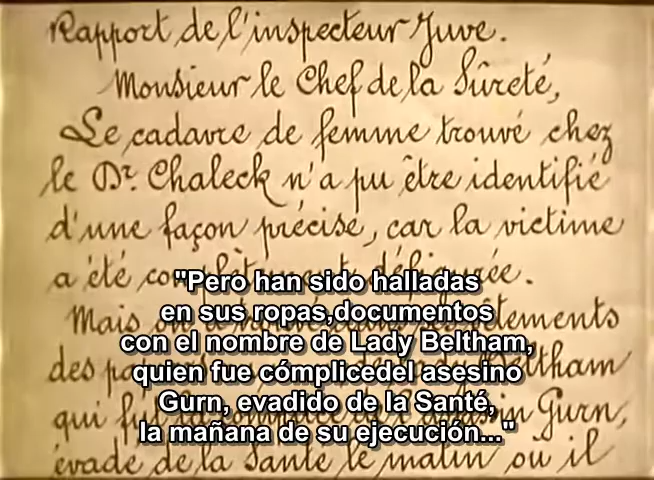 Rapport de l'inspecteur Juve.
Monsieur le Chef de la Sûreté,
Le cadavre de femme trouvé chez
le Dr. Chaleck n'a pu être identifié
d'une façon précise, car la victime
a été
Mais
des
qui Gurn,
évadé de la Santé le matin où il
"Pero han sido halladas
en sus ropas,documentos
con el nombre de Lady Beltham,
quien fue cómplicedel asesino
Gurn, evadido de la Santé,
la mañana de su ejecución..."